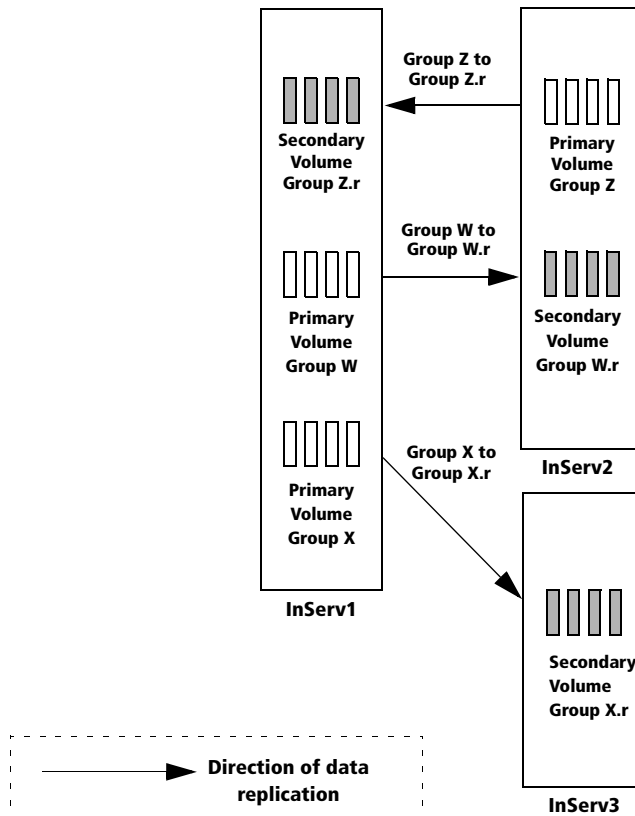 Group Z to
Group Z.r
Secondary
Volume
Group Z.r
Primary
Volume
Group Z
Group W to
Group W.r
Primary
Volume
Group W
Secondary
Volume
Group W.r
Group X to
Group X.r
Primary
Volume
Group X
InServ2
InServ1
Secondary
Volume
Group X.r
InServ3
Direction of data
replication